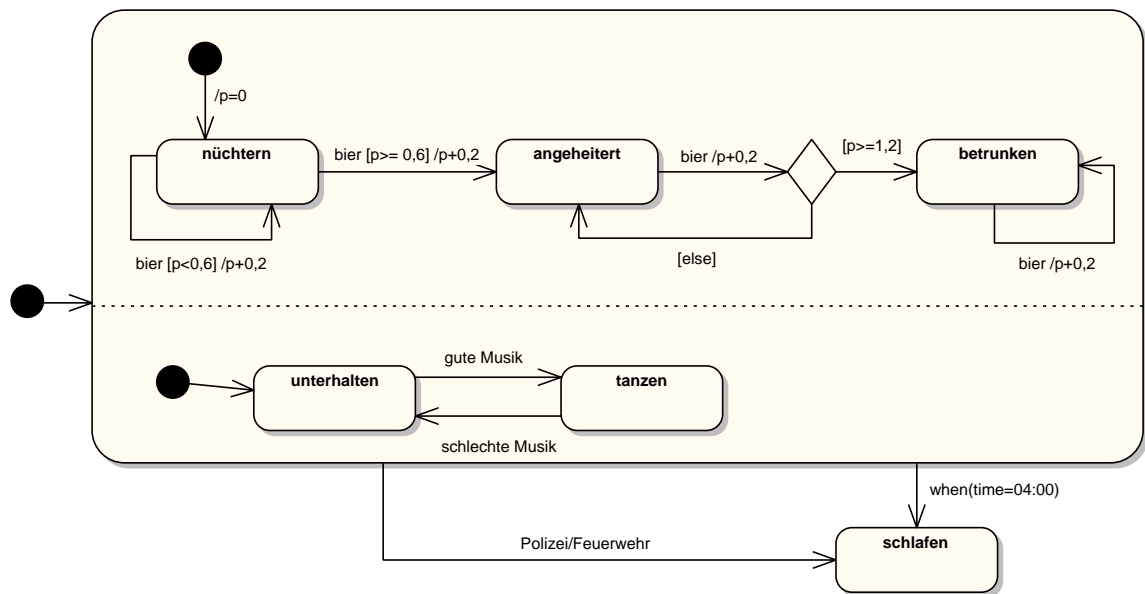 /p=0
nüchtern
bier [p>= 0,6] /p+0,2
angeheitert
bier /p+0,2
[p>=1,2]
betrunken
bier [p<0,6] /p+0,2
[else]
bier /p+0,2
unterhalten
gute Musik
tanzen
schlechte Musik
when(time=04:00)
Polizei/Feuerwehr
schlafen